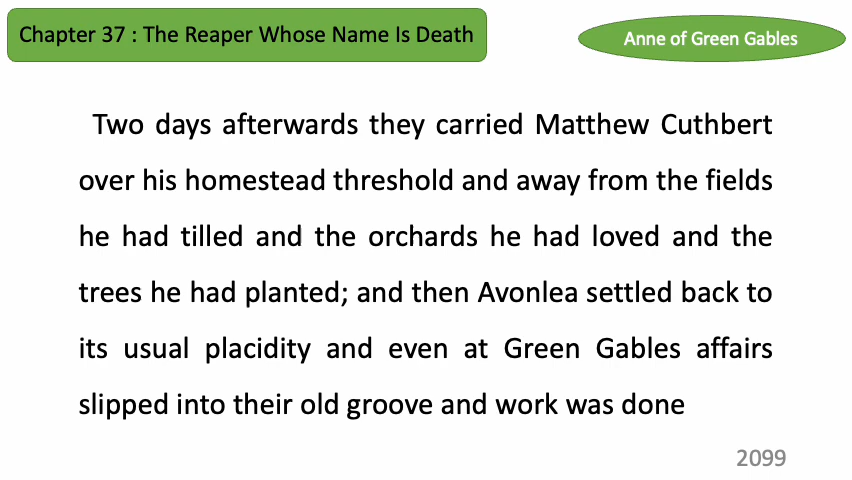 Chapter 37 : The Reaper Whose Name Is Death
Anne of Green Gables
Two days afterwards they carried Matthew Cuthbert
over his homestead threshold and away from the fields
he had tilled and the orchards he had loved and the
trees he had planted; and then Avonlea settled back to
its usual placidity and even at Green Gables affairs
slipped into their old groove and work was done
2099